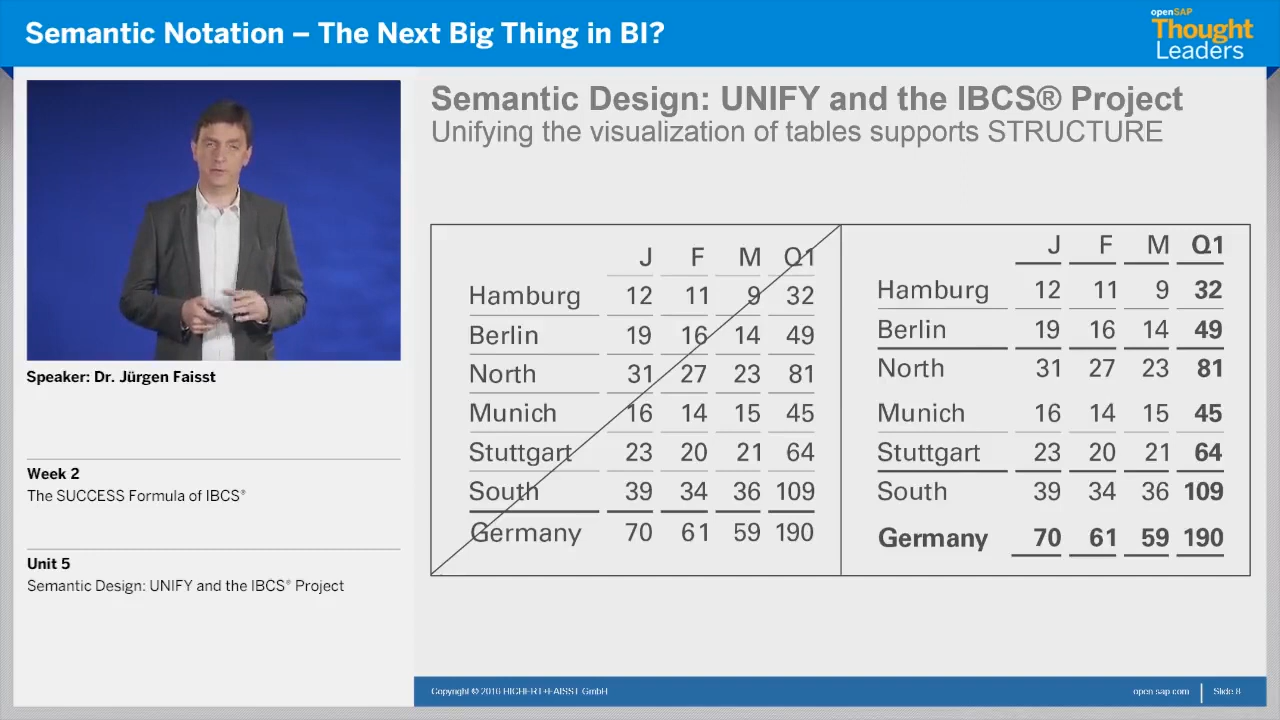 Semantic Notation – The Next Big Thing in BI?
openSAP
Thought
Leaders
Semantic Design: UNIFY and the IBCS® Project
Unifying the visualization of tables supports STRUCTURE
J F M Q1
Hamburg 12 11 9 32
Berlin 19 16 14 49
North 31 27 23 81
Munich 16 14 15 45
Stuttgart 23 20 21 64
South 39 34 36 109
Germany 70 61 59 190
J F M Q1
Hamburg 12 11 9 32
Berlin 19 16 14 49
North 31 27 23 81
Munich 16 14 15 45
Stuttgart 23 20 21 64
South 39 34 36 109
Germany 70 61 59 190
Speaker: Dr. Jürgen Faisst
Week 2
The SUCCESS Formula of IBCS®
Unit 5
Semantic Design: UNIFY and the IBCS® Project
Copyright © 2016 HICHERT+FAISST GmbH
open.sap.com
Slide 8